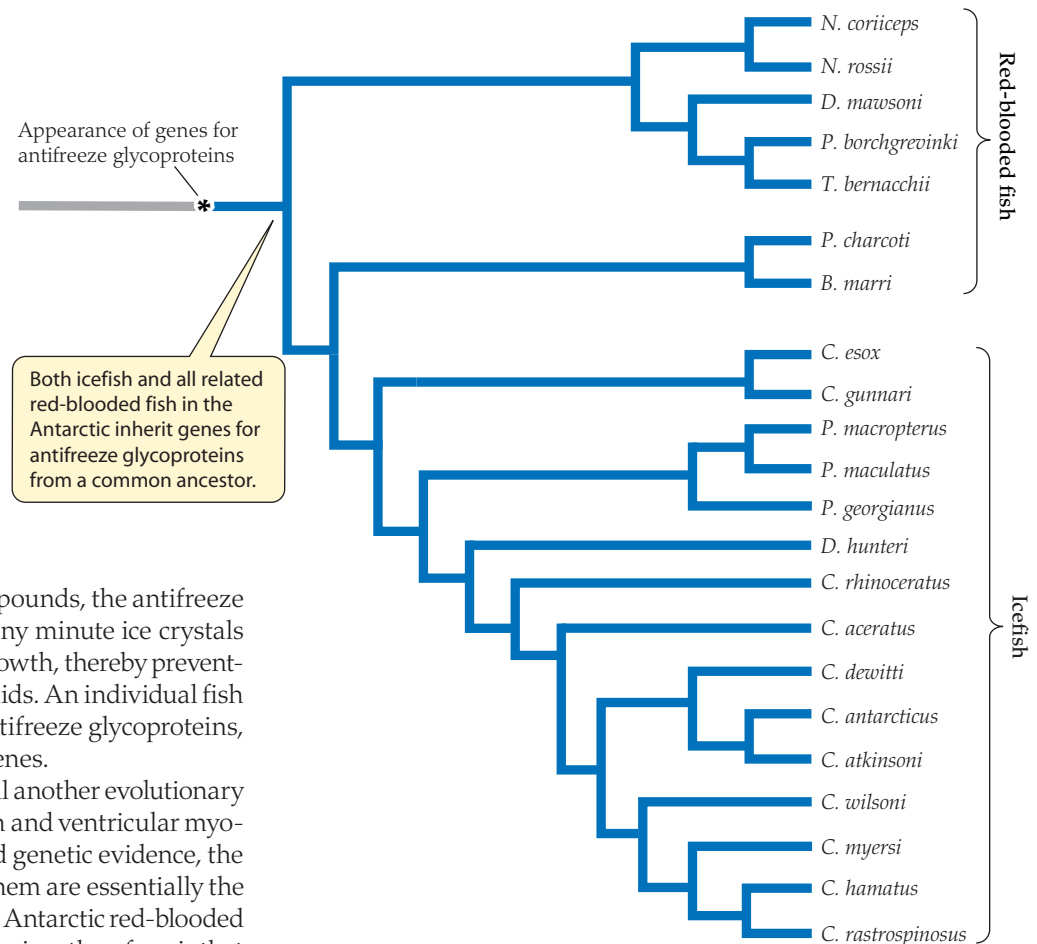 Appearance of genes for
antifreeze glycoproteins
*
Both icefish and all related
red-blooded fish in the
Antarctic inherit genes for
antifreeze glycoproteins
from a common ancestor.
N. coriiceps
N. rossii
D. mawsoni
P. borchgrevinki
T. bernacchii
P. charcoti
B. marri
Red-blooded fish
C. esox
C. gunnari
P. macropterus
P. maculatus
P. georgianus
D. hunteri
C. rhinoceratus
C. aceratus
C. dewitti
C. antarcticus
C. atkinsoni
C. wilsoni
C. myersi
C. hamatus
C. rastrospinosus
Icefish
pounds, the antifreeze
ny minute ice crystals
owth, thereby prevent-
ids. An individual fish
tifreeze glycoproteins,
enes.
l another evolutionary
n and ventricular myo-
d genetic evidence, the
hem are essentially the
Antarctic red-blooded